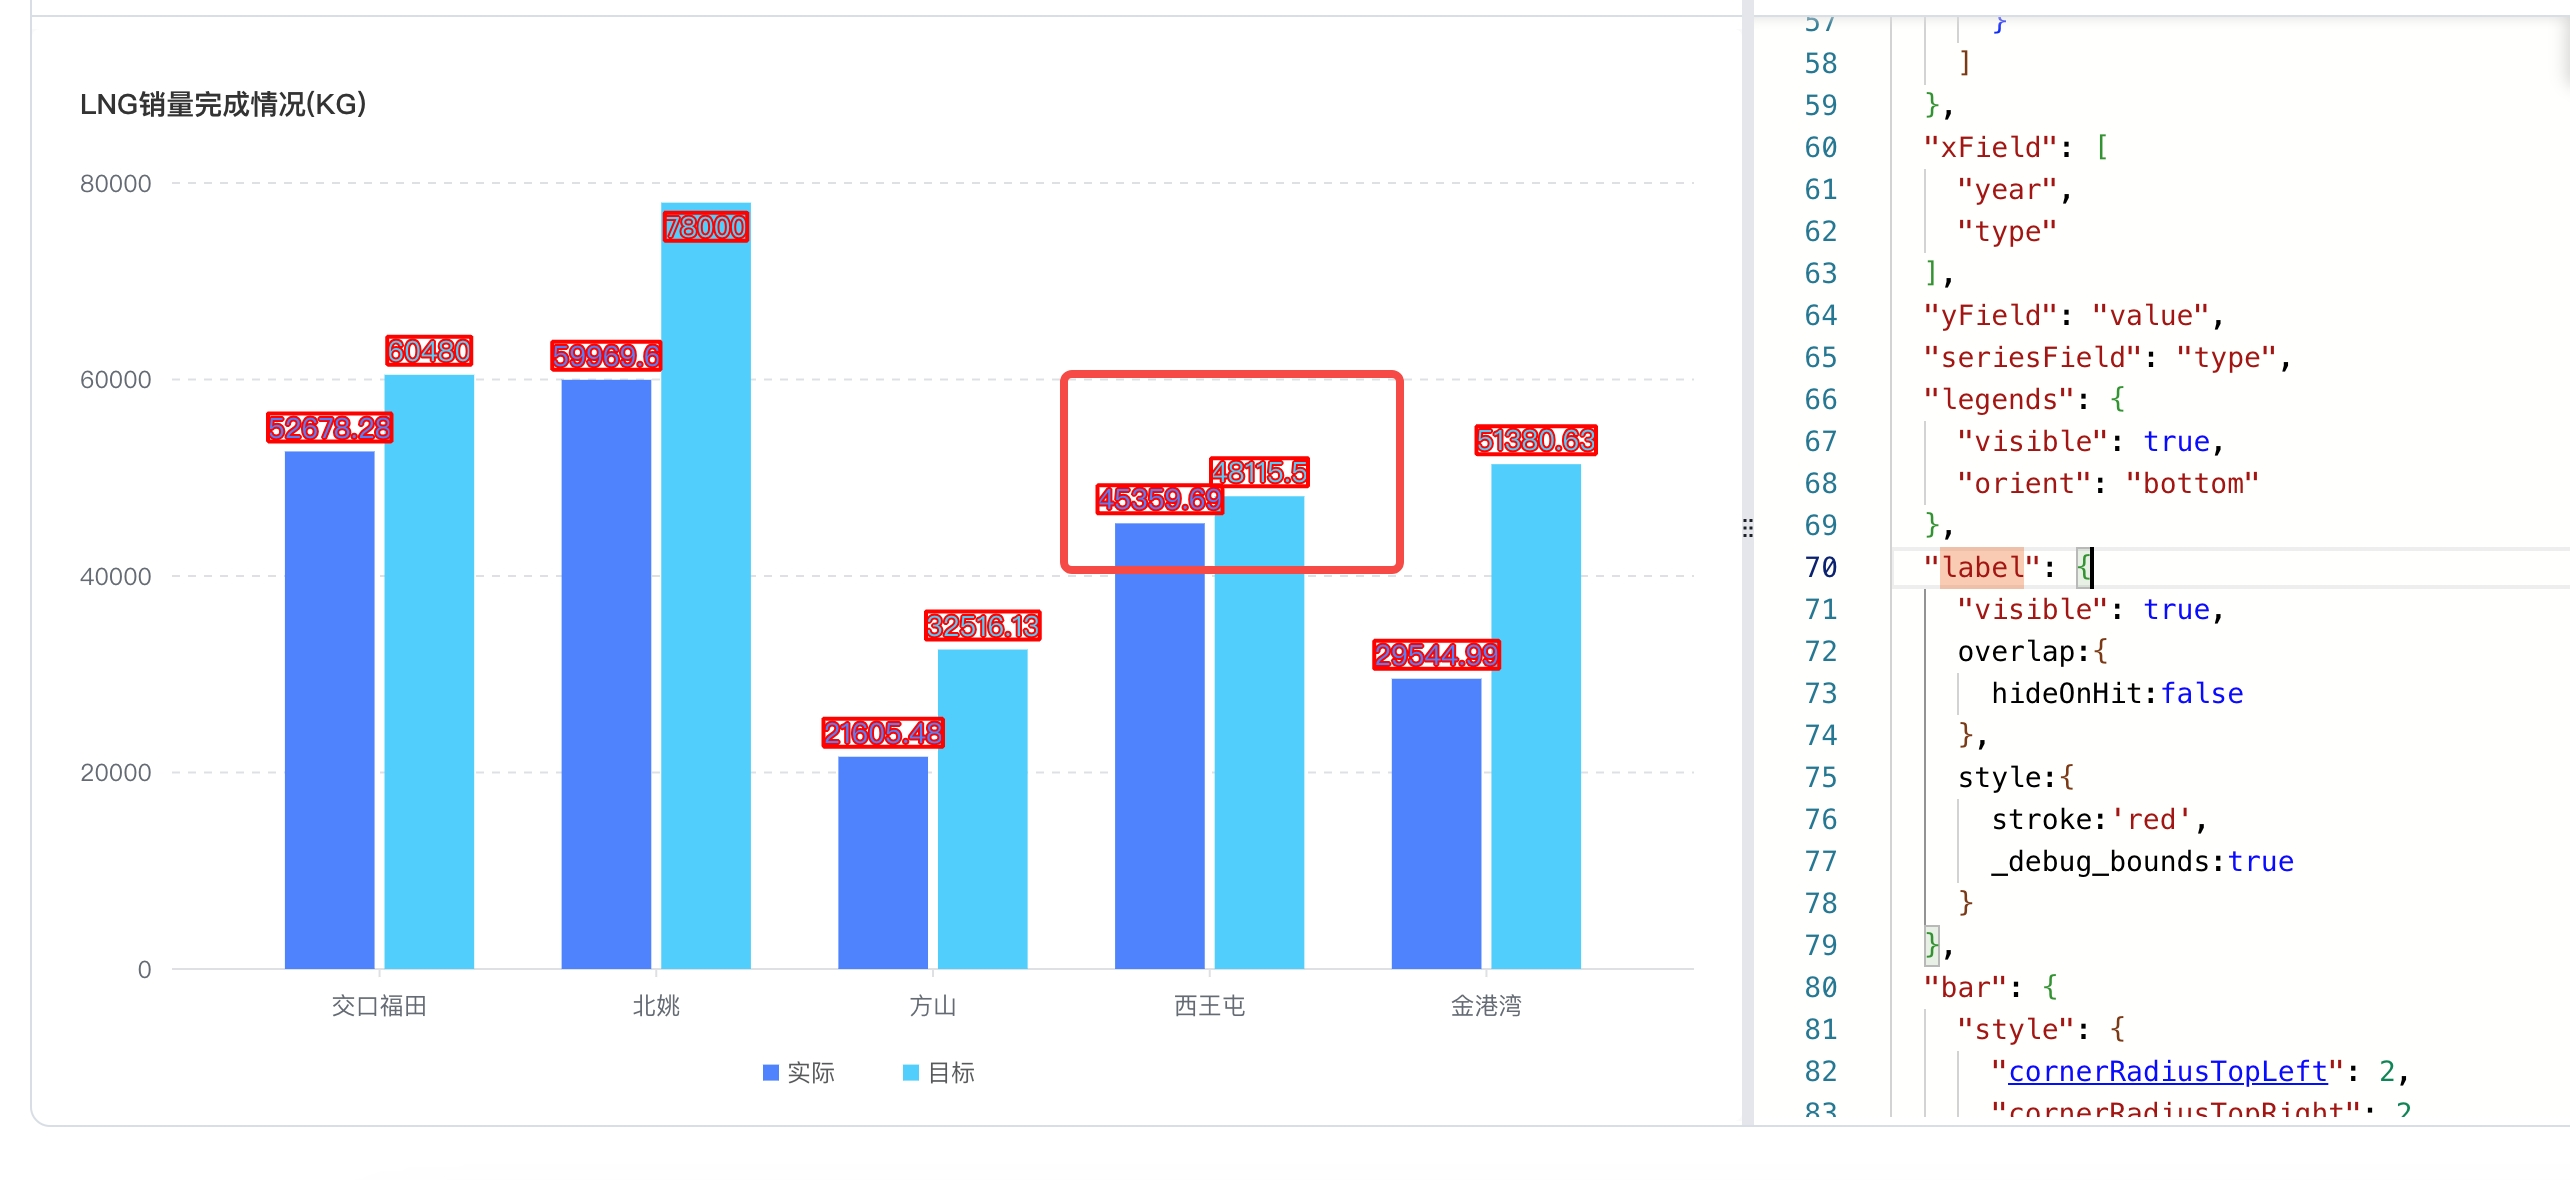 LNG销量完成情况(KG)
80000
60000
40000
20000
0
52678.28
60480
59969.6
78000
21605.48
32516.13
45359.69
48115.5
29544.99
51380.63
交口福田
北姚
方山
西王屯
金港湾
实际
目标
57 }
58 ]
59 },
60 "xField": [
61 "year",
62 "type"
63 ],
64 "yField": "value",
65 "seriesField": "type",
66 "legends": {
67 "visible": true,
68 "orient": "bottom"
69 },
70 "label": {
71 "visible": true,
72 overlap:{
73 hideOnHit:false
74 },
75 style:{
76 stroke:'red',
77 _debug_bounds:true
78 }
79 },
80 "bar": {
81 "style": {
82 "cornerRadiusTopLeft": 2,
83 "cornerRadiusTopRight": 2